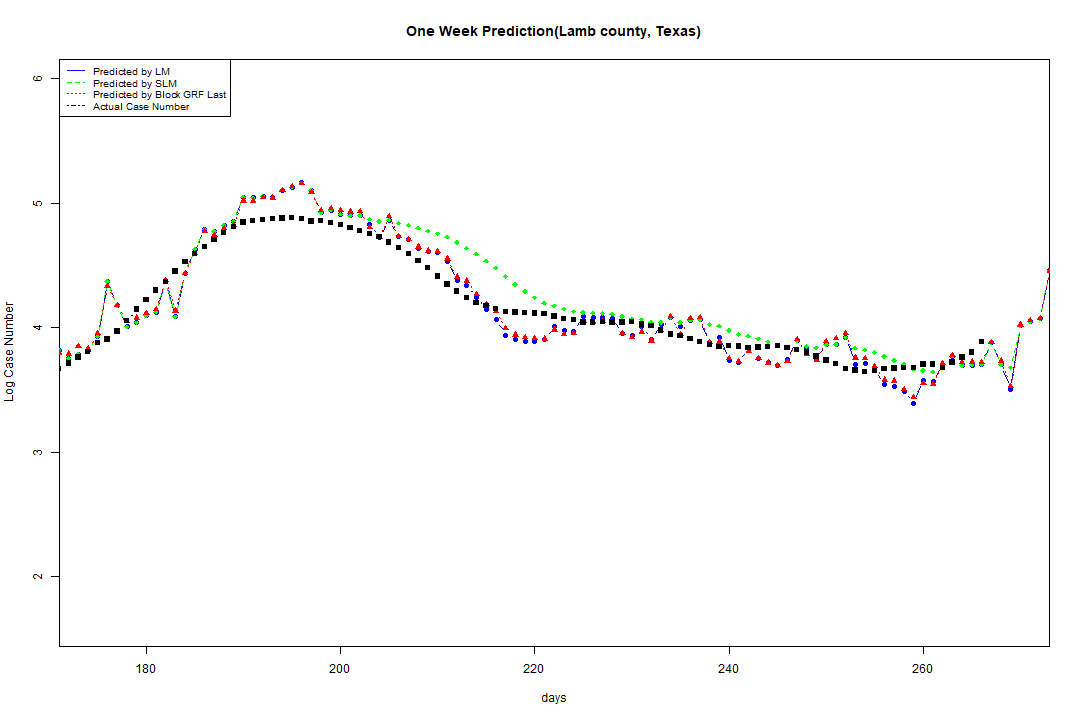 One Week Prediction(Lamb county, Texas)
Predicted by LM
Predicted by SLM
Predicted by Block GRF Last
Actual Case Number
6
5
4
3
2
Log Case Number
180 200 220 240 260
days